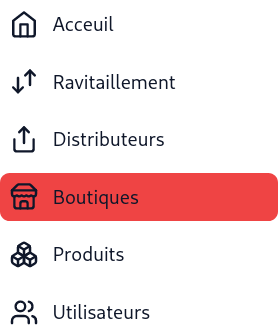 Acceuil
Ravitaillement
Distributeurs
Boutiques
Produits
Utilisateurs